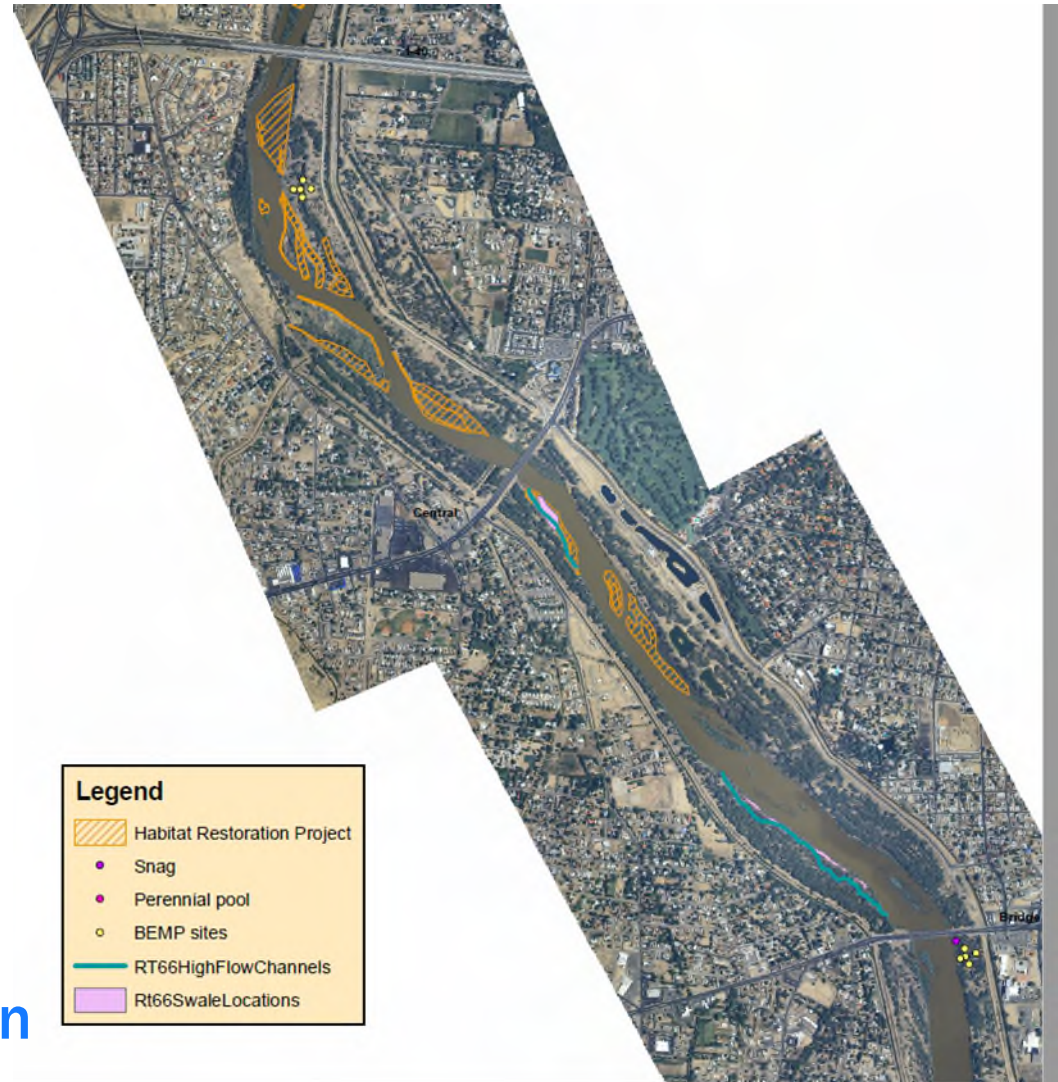 I-40
Central
Bridge
Legend
Habitat Restoration Project
Snag
Perennial pool
BEMP sites
RT66HighFlowChannels
Rt66SwaleLocations
n